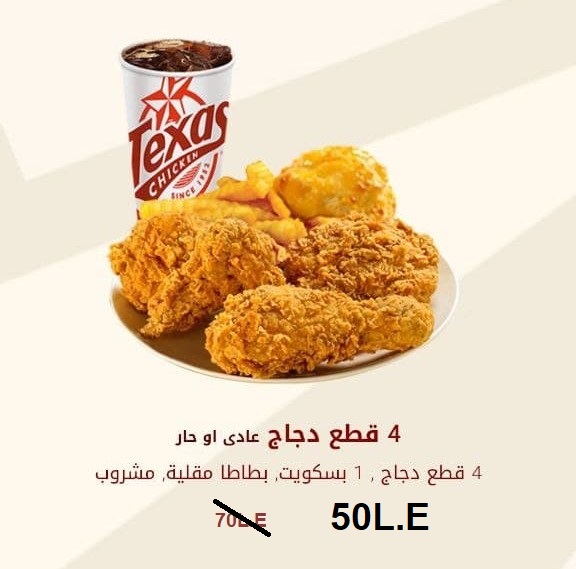 Texas
CHICKEN
SINCE 1952
4 قطع دجاج عادى او حار
4 قطع دجاج , 1 بسكويت, بطاطا مقلية, مشروب
70L.E 50L.E